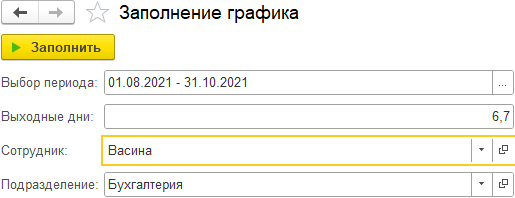 Заполнение графика
Заполнить
Выбор периода: 01.08.2021 - 31.10.2021 ...
Выходные дни: 6,7
Сотрудник: Васина
Подразделение: Бухгалтерия